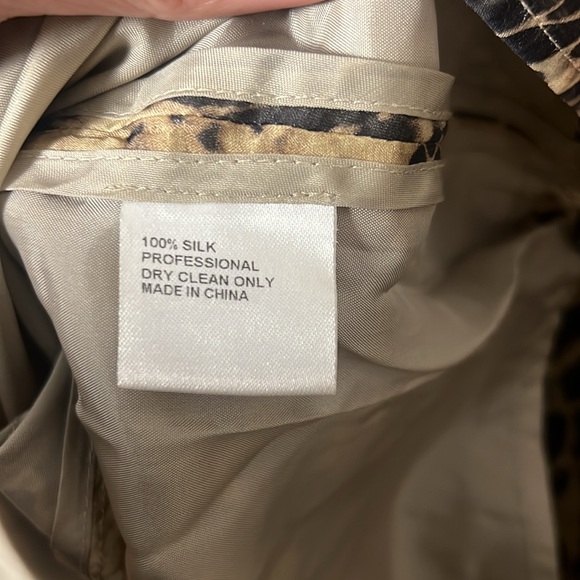 100% SILK
PROFESSIONAL
DRY CLEAN ONLY
MADE IN CHINA